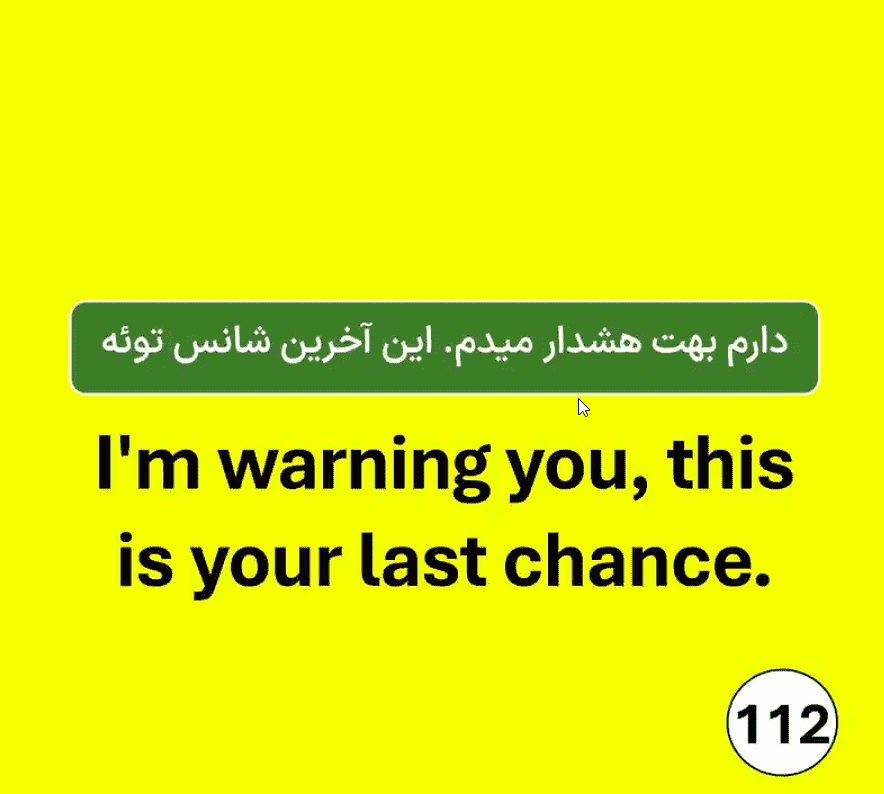 دارم بهت هشدار میدم. این آخرین شانس توئه
I'm warning you, this
is your last chance.
112